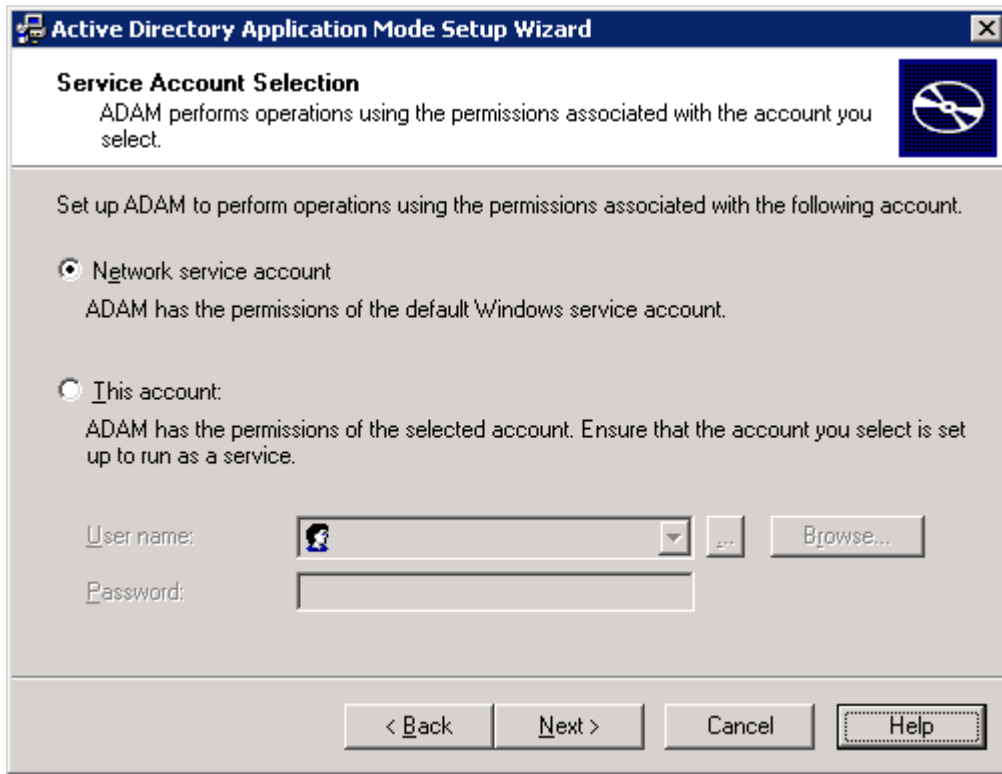 Active Directory Application Mode Setup Wizard
Service Account Selection
ADAM performs operations using the permissions associated with the account you
select.
Set up ADAM to perform operations using the permissions associated with the following account.
Network service account
ADAM has the permissions of the default Windows service account.
This account:
ADAM has the permissions of the selected account. Ensure that the account you select is set
up to run as a service.
User name:
... Browse...
Password:
< Back Next > Cancel Help